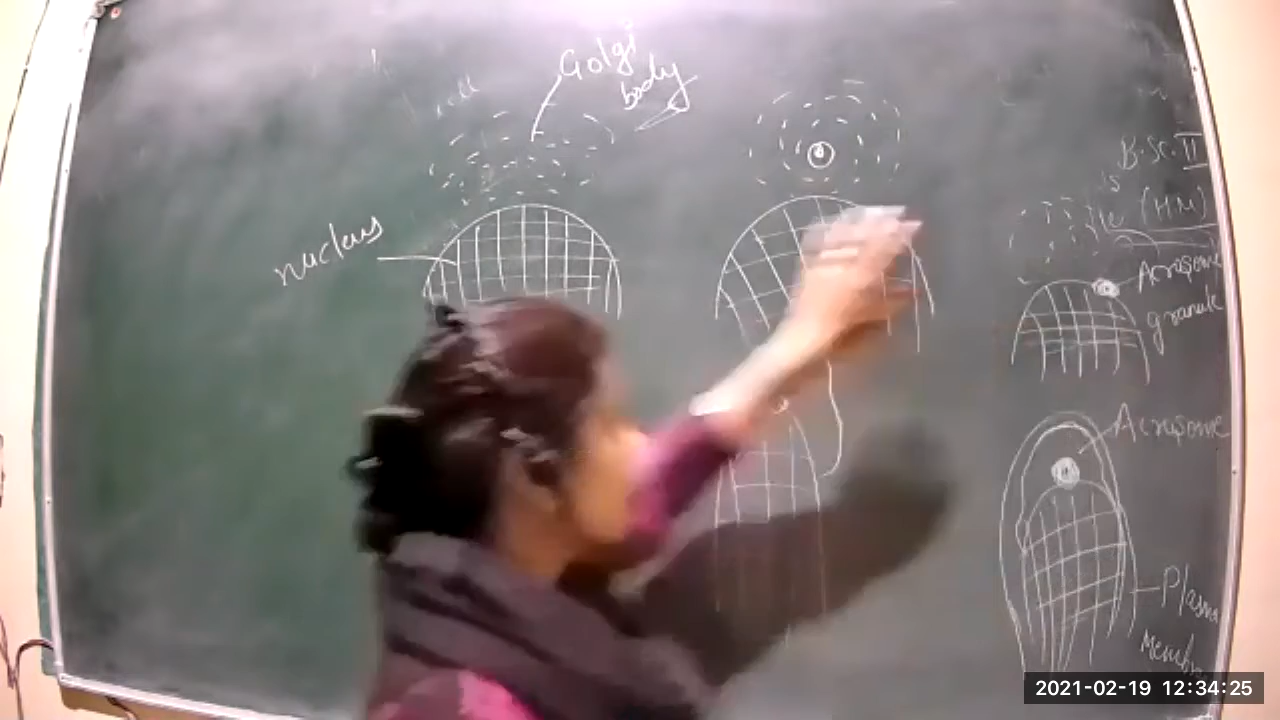 Golgi
body
nucleus
B.Sc. II
(HM)
Acrosome
granule
Acrosome
Plasma
Membr
2021-02-19 12:34:25